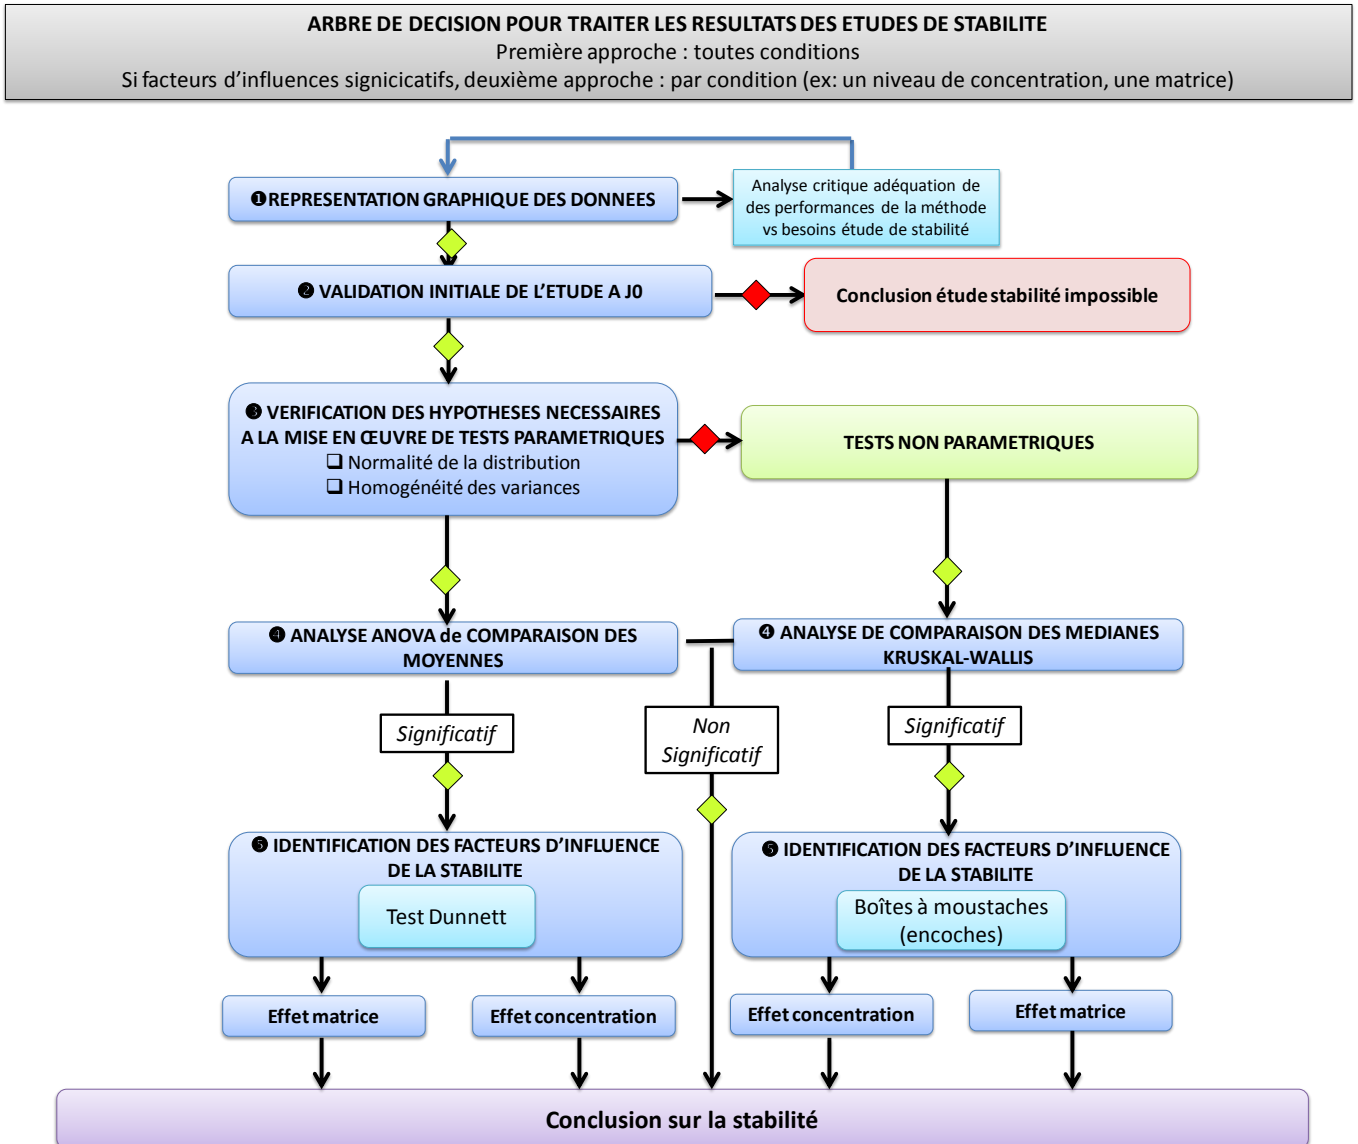 ARBRE DE DECISION POUR TRAITER LES RESULTATS DES ETUDES DE STABILITE
Première approche : toutes conditions
Si facteurs d'influences signicicatifs, deuxième approche : par condition (ex: un niveau de concentration, une matrice)
❶REPRESENTATION GRAPHIQUE DES DONNEES
Analyse critique adéquation de
des performances de la méthode
vs besoins étude de stabilité
❷ VALIDATION INITIALE DE L'ETUDE A J0
Conclusion étude stabilité impossible
❸ VERIFICATION DES HYPOTHESES NECESSAIRES
A LA MISE EN ŒUVRE DE TESTS PARAMETRIQUES
❑ Normalité de la distribution
❑ Homogénéité des variances
TESTS NON PARAMETRIQUES
❹ ANALYSE ANOVA de COMPARAISON DES
MOYENNES
❹ ANALYSE DE COMPARAISON DES MEDIANES
KRUSKAL-WALLIS
Significatif
Non
Significatif
Significatif
❺ IDENTIFICATION DES FACTEURS D'INFLUENCE
DE LA STABILITE
Test Dunnett
❺ IDENTIFICATION DES FACTEURS D'INFLUENCE
DE LA STABILITE
Boîtes à moustaches
(encoches)
Effet matrice
Effet concentration
Effet concentration
Effet matrice
Conclusion sur la stabilité